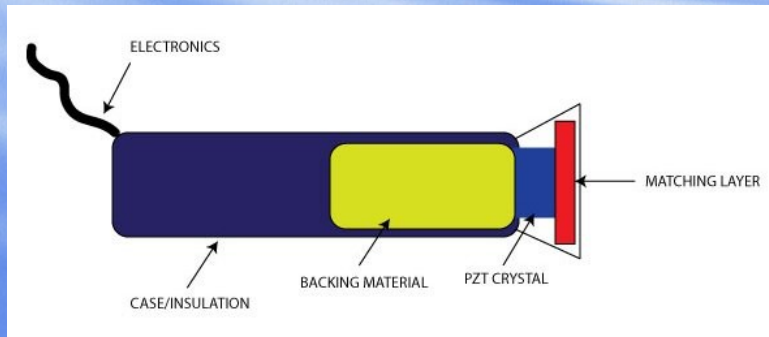 ELECTRONICS
MATCHING LAYER
PZT CRYSTAL
BACKING MATERIAL
CASE/INSULATION